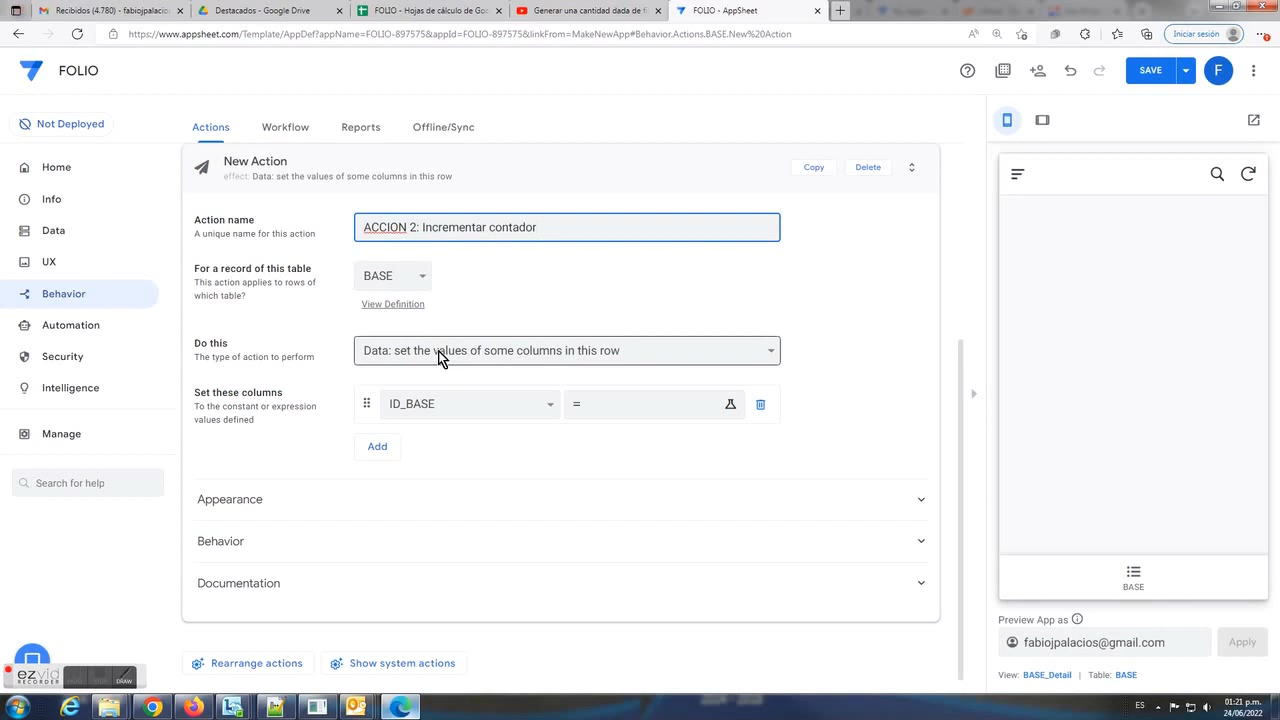 Recibidos (4.780) - fabiojpalacio
Destacados - Google Drive
FOLIO - Hojas de cálculo de Goo
Generar una cantidad dada de fi
FOLIO - AppSheet
https://www.appsheet.com/Template/AppDef?appName=FOLIO-897575&appId=FOLIO-897575&linkFrom=MakeNewApp#Behavior.Actions.BASE.New%20Action
Iniciar sesión
FOLIO
SAVE
F
Not Deployed
Actions
Workflow
Reports
Offline/Sync
Home
Info
Data
UX
Behavior
Automation
Security
Intelligence
Manage
Search for help
New Action
effect: Data: set the values of some columns in this row
Copy
Delete
Action name
A unique name for this action
ACCION 2: Incrementar contador
For a record of this table
This action applies to rows of
which table?
BASE
View Definition
Do this
The type of action to perform
Data: set the values of some columns in this row
Set these columns
To the constant or expression
values defined
ID_BASE
=
Add
Appearance
Behavior
Documentation
Rearrange actions
Show system actions
BASE
Preview App as
fabiojpalacios@gmail.com
Apply
View: BASE_Detail | Table: BASE
ezvid
RECORDER
DRAW
ES
01:21 p.m.
24/06/2022